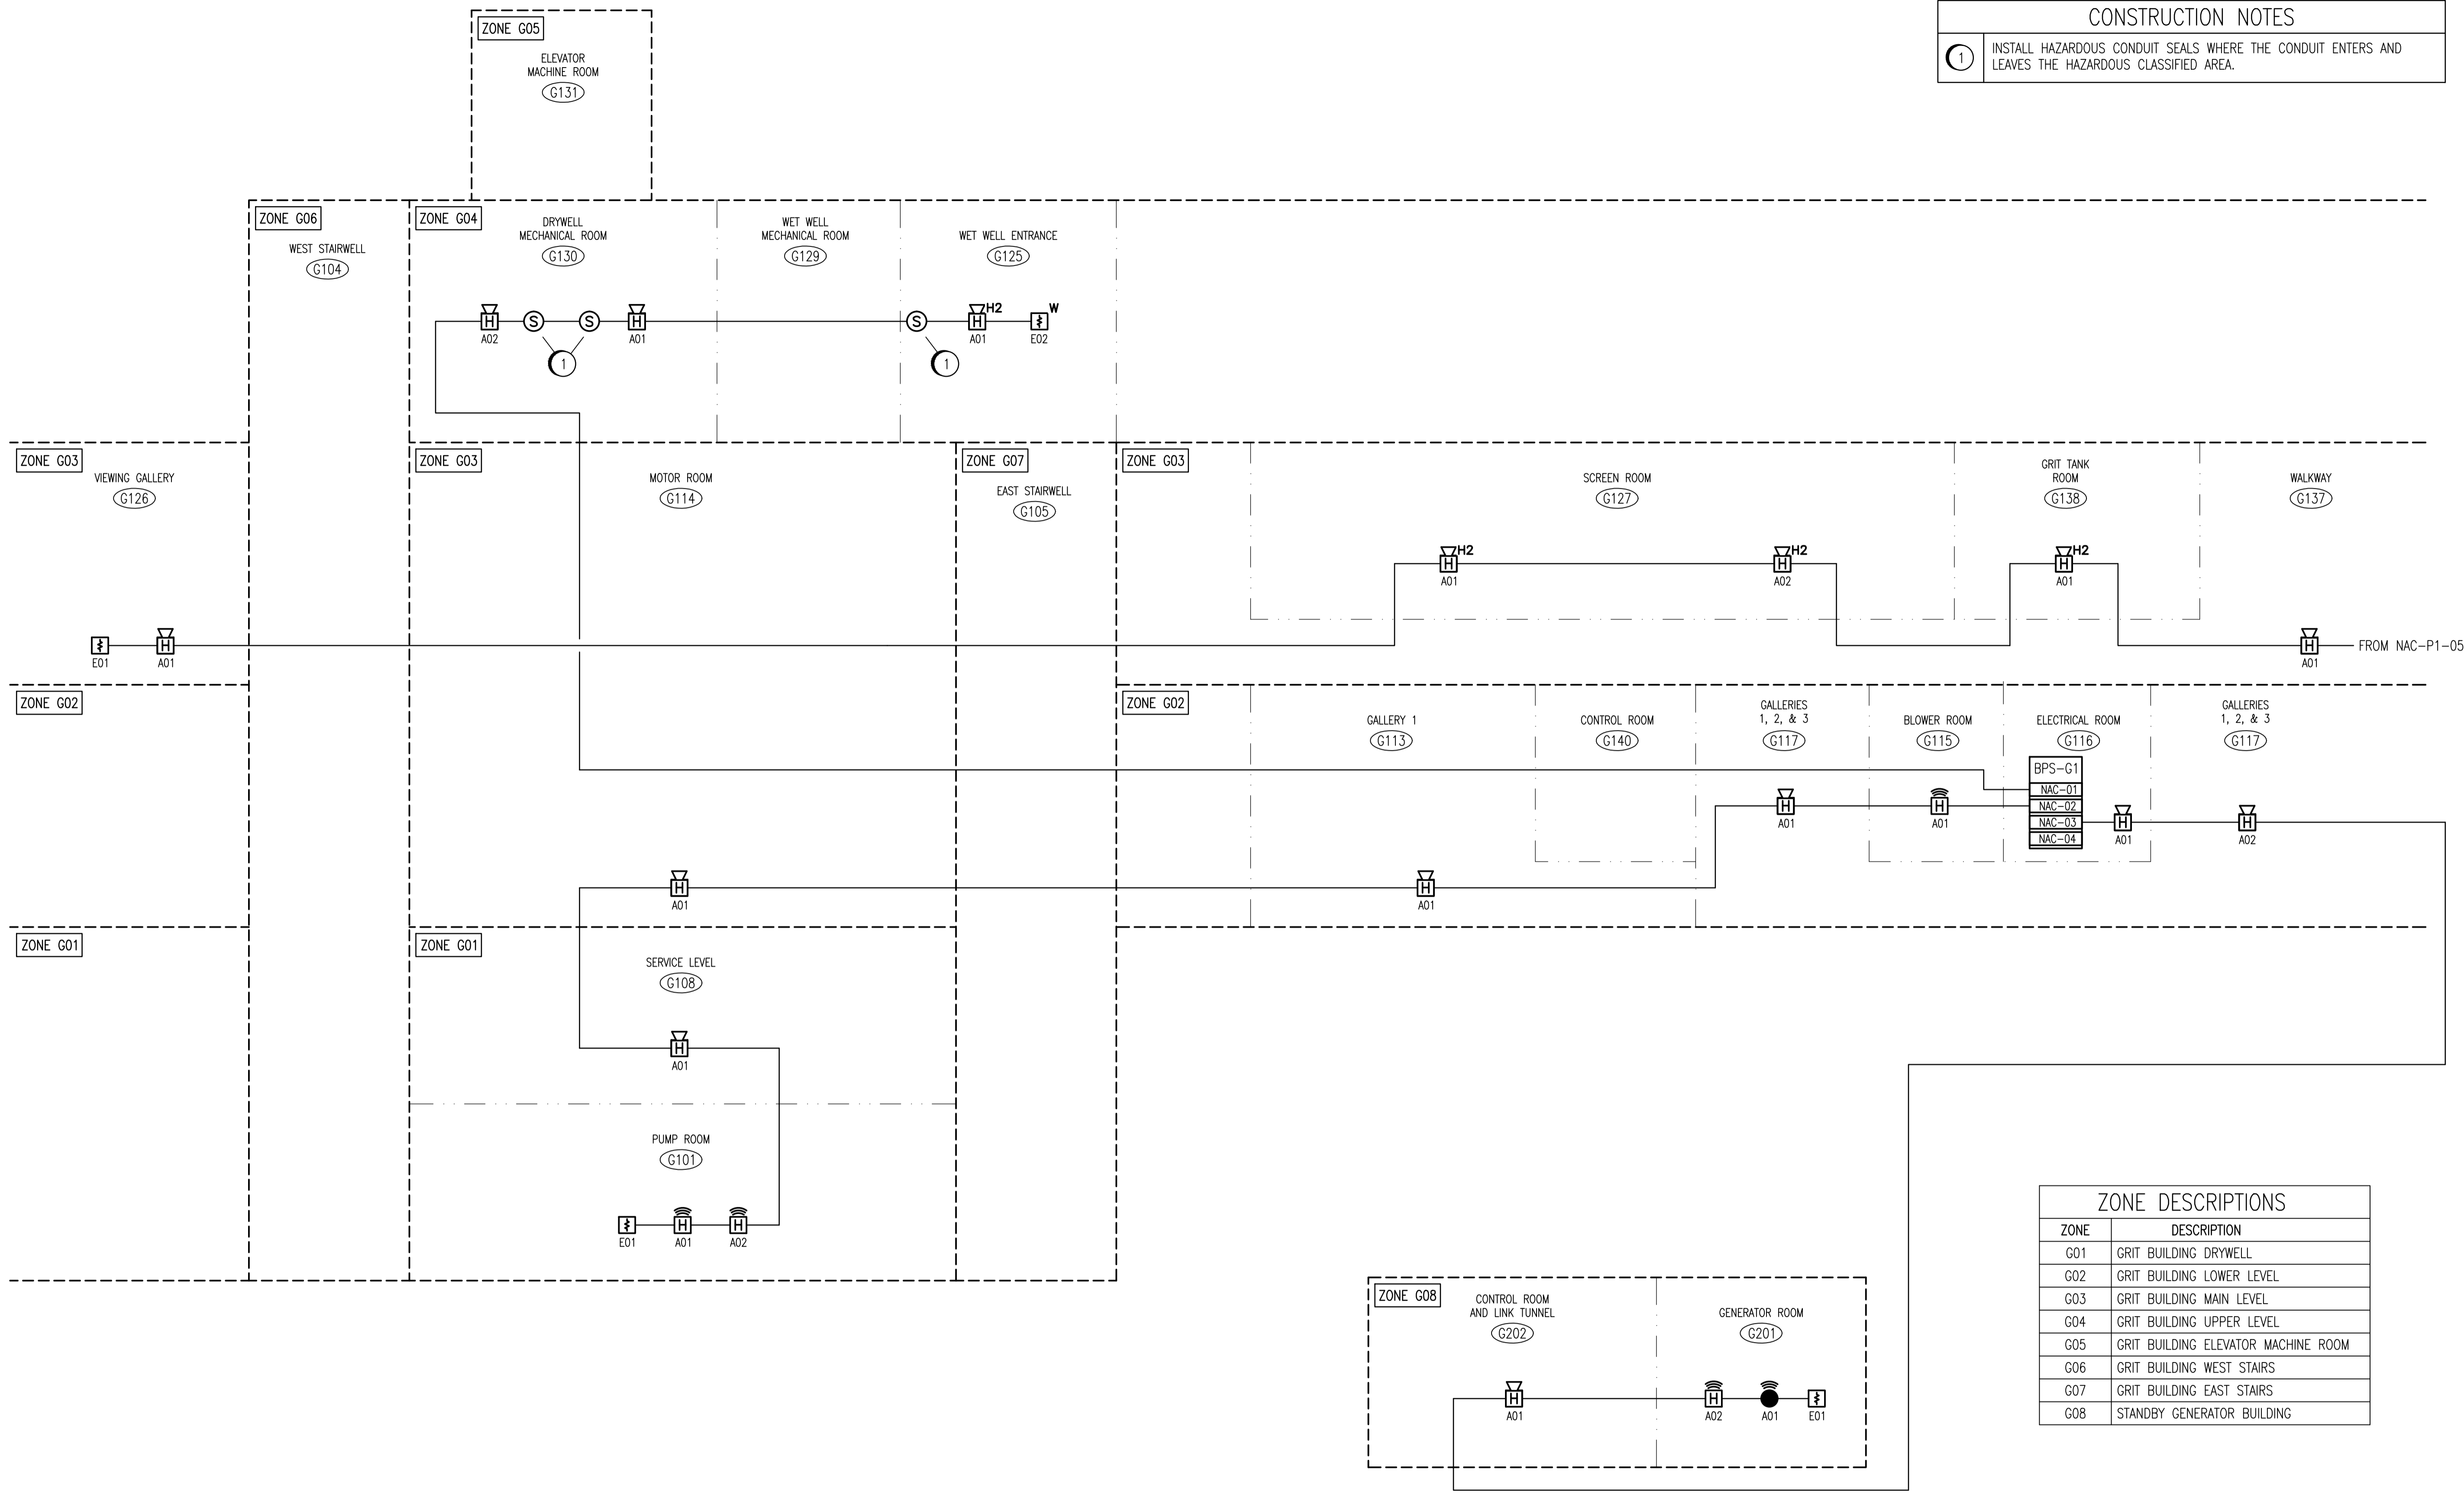 CONSTRUCTION NOTES
1
INSTALL HAZARDOUS CONDUIT SEALS WHERE THE CONDUIT ENTERS AND
LEAVES THE HAZARDOUS CLASSIFIED AREA.
ZONE G05
ELEVATOR
MACHINE ROOM
G131
ZONE G06
WEST STAIRWELL
G104
ZONE G04
DRYWELL
MECHANICAL ROOM
G130
WET WELL
MECHANICAL ROOM
G129
WET WELL ENTRANCE
G125
H
A02
S
S
H
A01
1
S
1
H
H2
A01
W
E02
ZONE G03
VIEWING GALLERY
G126
E01
H
A01
ZONE G03
MOTOR ROOM
G114
ZONE G07
EAST STAIRWELL
G105
ZONE G03
SCREEN ROOM
G127
H
H2
A01
H
H2
A02
GRIT TANK
ROOM
G138
H
H2
A01
WALKWAY
G137
H
A01
FROM NAC-P1-05
ZONE G02
ZONE G02
GALLERY 1
G113
CONTROL ROOM
G140
GALLERIES
1, 2, & 3
G117
BLOWER ROOM
G115
ELECTRICAL ROOM
G116
GALLERIES
1, 2, & 3
G117
BPS-G1
NAC-01
NAC-02
NAC-03
NAC-04
H
A01
H
A01
H
A01
H
A02
H
A01
H
A01
ZONE G01
ZONE G01
SERVICE LEVEL
G108
H
A01
PUMP ROOM
G101
E01
H
A01
H
A02
ZONE G08
CONTROL ROOM
AND LINK TUNNEL
G202
GENERATOR ROOM
G201
H
A01
H
A02
A01
E01
ZONE DESCRIPTIONS
ZONE DESCRIPTION
G01 GRIT BUILDING DRYWELL
G02 GRIT BUILDING LOWER LEVEL
G03 GRIT BUILDING MAIN LEVEL
G04 GRIT BUILDING UPPER LEVEL
G05 GRIT BUILDING ELEVATOR MACHINE ROOM
G06 GRIT BUILDING WEST STAIRS
G07 GRIT BUILDING EAST STAIRS
G08 STANDBY GENERATOR BUILDING